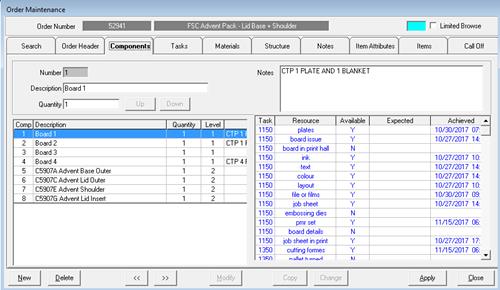 Order Maintenance
Order Number 52941 FSC Advent Pack - Lid Base + Shoulder Limited Browse
Search Order Header Components Tasks Materials Structure Notes Item Attributes Items Call Off
Number 1
Description Board 1
Quantity 1 Up Down
Notes CTP 1 PLATE AND 1 BLANKET
Comp Description Quantity Level
1 Board 1 1 1 CTP 1
2 Board 2 1 1 CTP 1
3 Board 3 1 1
4 Board 4 1 1 CTP 4
5 C5907A Advent Base Outer 1 2
6 C5907C Advent Lid Outer 1 2
7 C5907E Advent Shoulder 1 2
8 C5907G Advent Lid Insert 1 2
Task Resource Available Expected Achieved
1150 plates Y 10/30/2017 07:
1150 board issue Y 10/27/2017 14:
1150 board in print hall N
1150 ink Y 10/27/2017 10:
1150 text Y 10/27/2017 14:
1150 colour Y 10/27/2017 14:
1150 layout Y 10/27/2017 10:
1150 file or films Y 10/30/2017 09:
1150 job sheet Y 10/27/2017 14:
1150 embossing dies N
1150 pmr set Y 11/15/2017 06:
1150 board details N
1150 job sheet in print Y 10/27/2017 17:
1350 cutting formes Y 11/15/2017 06:
1350 pallet turned N
New Delete << >> Modify Copy Change Apply Close